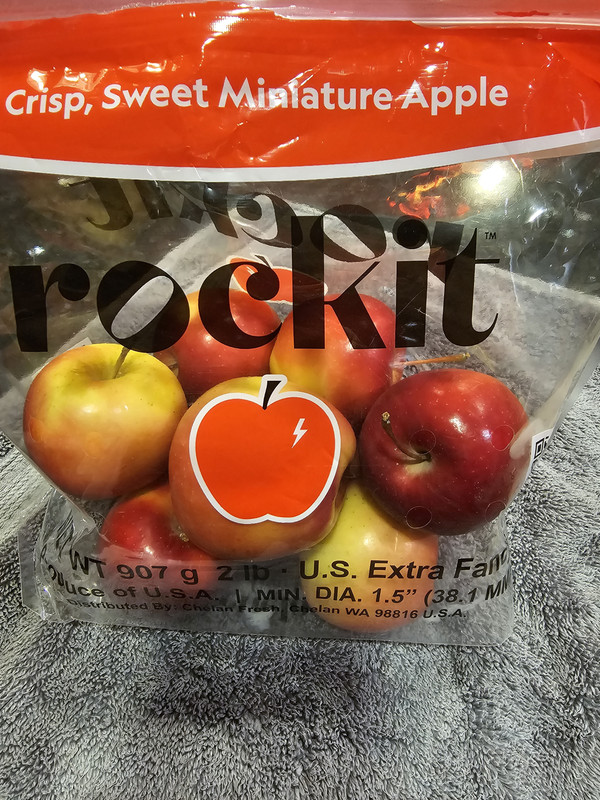 Crisp, Sweet Miniature Apple
rockit™
WT 907 g 2 lb · U.S. Extra
of U.S.A. | MIN. DIA. 1.5” (38.1
Distributed By: Chelan Fresh, Chelan WA 98816 U.S.A.